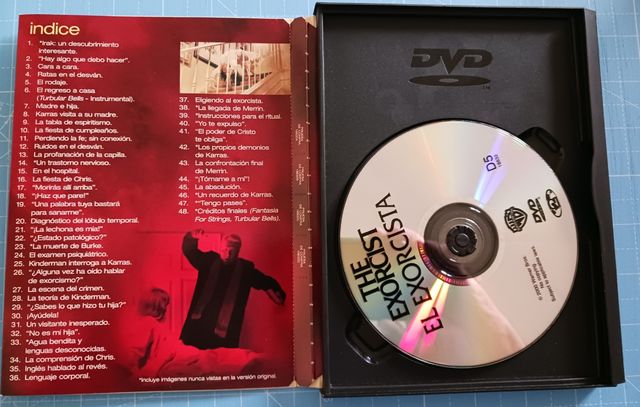 indice
1. *Irak: un descubrimiento
interesante.
2. "Hay algo que debo hacer".
3. Cara a cara.
4. Ratas en el desván.
5. El rodaje.
6. El regreso a casa
(Turbular Bells - Instrumental).
7. Madre e hija.
8. Karras visita a su madre.
9. La tabla de espiritismo.
10. La fiesta de cumpleaños.
11. Perdiendo la fe; sin conexión.
12. Ruidos en el desván.
13. La profanación de la capilla.
14. *Un trastorno nervioso.
15. En el hospital.
16. La fiesta de Chris.
17. "Morirás allí arriba".
18. "¡Haz que pare!"
19. "Una palabra tuya bastará
para sanarme".
20. Diagnóstico del lóbulo temporal.
21. "¡La lechona es mía!"
22. "¿Estado patológico?"
23. *La muerte de Burke.
24. El examen psiquiátrico.
25. Kinderman interroga a Karras.
26. "¿Alguna vez ha oído hablar
de exorcismo?"
27. La escena del crimen.
28. La teoría de Kinderman.
29. "¿Sabes lo que hizo tu hija?"
30. ¡Ayúdela!
31. Un visitante inesperado.
32. "No es mi hija".
33. *Agua bendita y
lenguas desconocidas.
34. La comprensión de Chris.
35. Inglés hablado al revés.
36. Lenguaje corporal.
37. Eligiendo al exorcista.
38. *La llegada de Merrin.
39. *Instrucciones para el ritual.
40. "Yo te expulso".
41. "El poder de Cristo
te obliga".
42. *Los propios demonios
de Karras.
43. La confrontación final
de Merrin.
44. "¡Tómame a mí!"
45. La absolución.
46. *Un recuerdo de Karras.
47. *"Tengo pases".
48. *Créditos finales (Fantasia
For Strings, Turbular Bells).
*Incluye imágenes nunca vistas en la versión original.
DVD
THE
EXORCIST
EL EXORCISTA
D5
DVD